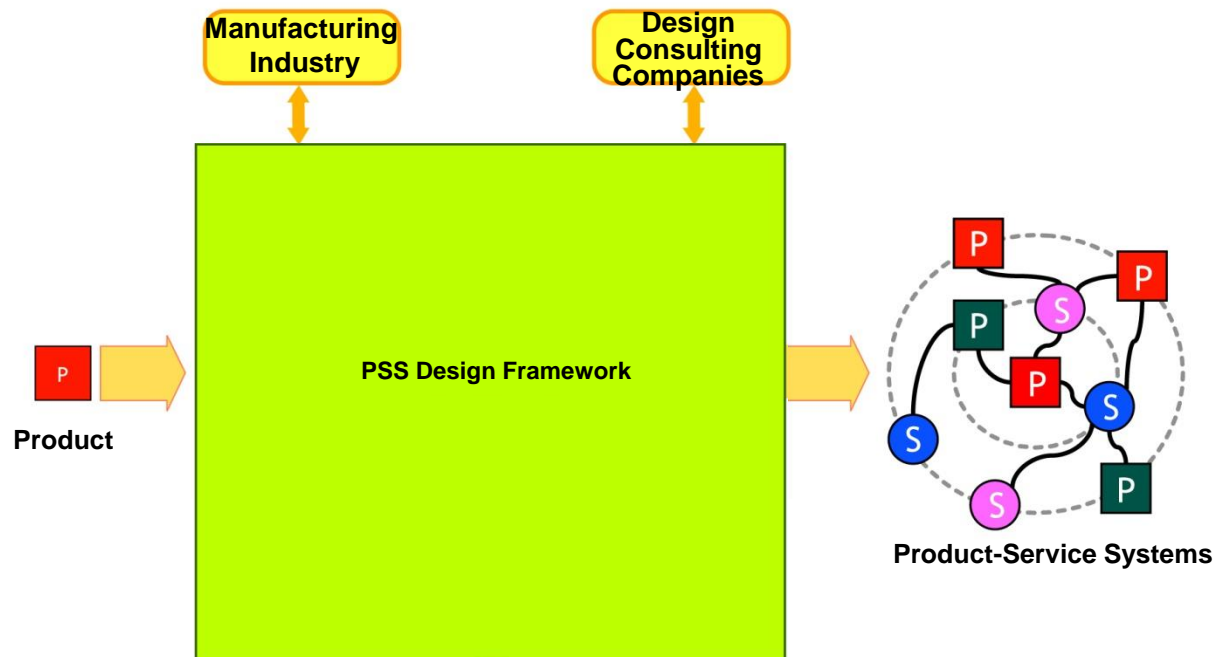 Manufacturing
Industry
Design
Consulting
Companies
P
P
S
P
P
PSS Design Framework
P
S
Product
S
P
S
Product-Service Systems